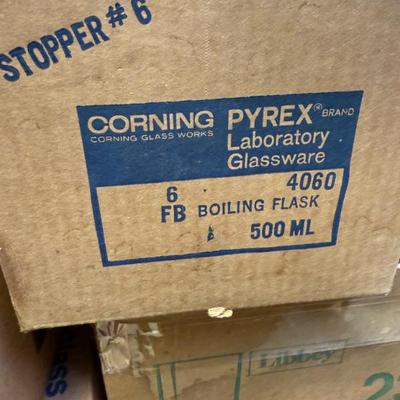 STOPPER # 6
CORNING PYREX® BRAND
CORNING GLASS WORKS
Laboratory
Glassware
6 4060
FB BOILING FLASK
500 ML
Libbey